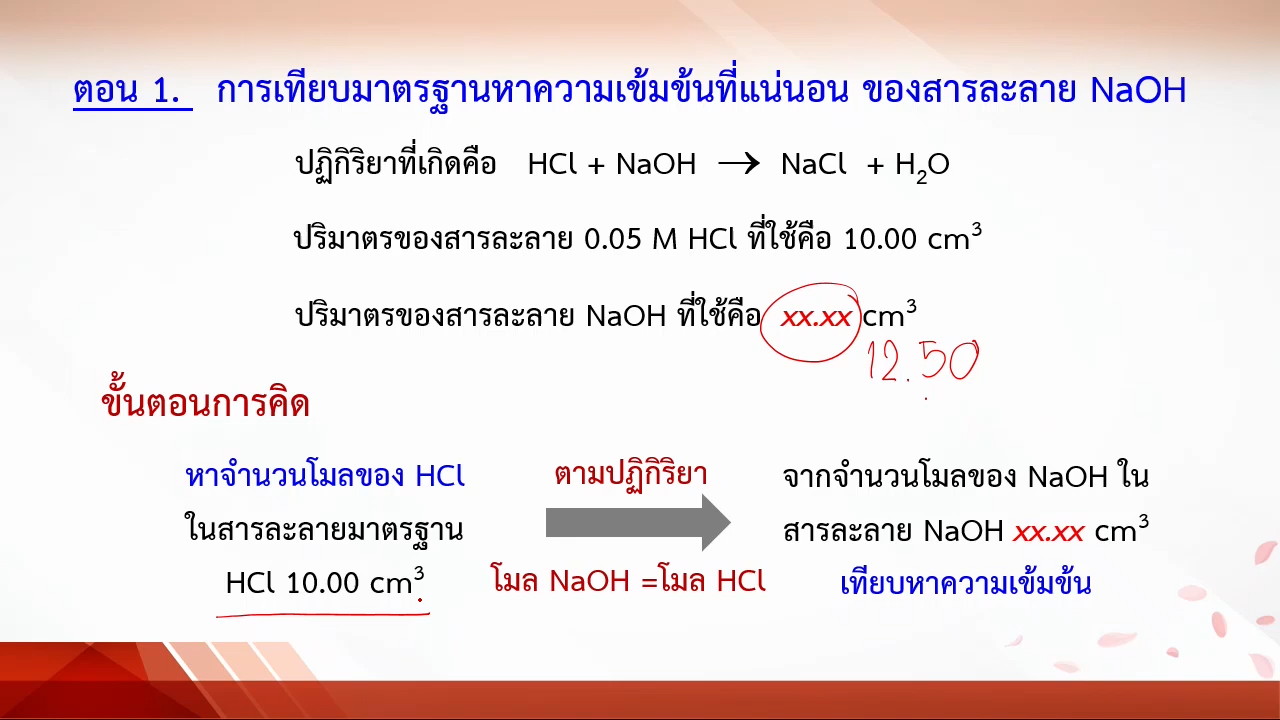 ตอน 1. การเทียบมาตรฐานหาความเข้มข้นที่แน่นอน ของสารละลาย NaOH
ปฏิกิริยาที่เกิดคือ HCl + NaOH → NaCl + H₂O
ปริมาตรของสารละลาย 0.05 M HCl ที่ใช้คือ 10.00 cm³
ปริมาตรของสารละลาย NaOH ที่ใช้คือ xx.xx cm³
12.50
ขั้นตอนการคิด
หาจำนวนโมลของ HCl
ในสารละลายมาตรฐาน
HCl 10.00 cm³
ตามปฏิกิริยา
โมล NaOH =โมล HCl
จากจำนวนโมลของ NaOH ใน
สารละลาย NaOH xx.xx cm³
เทียบหาความเข้มข้น